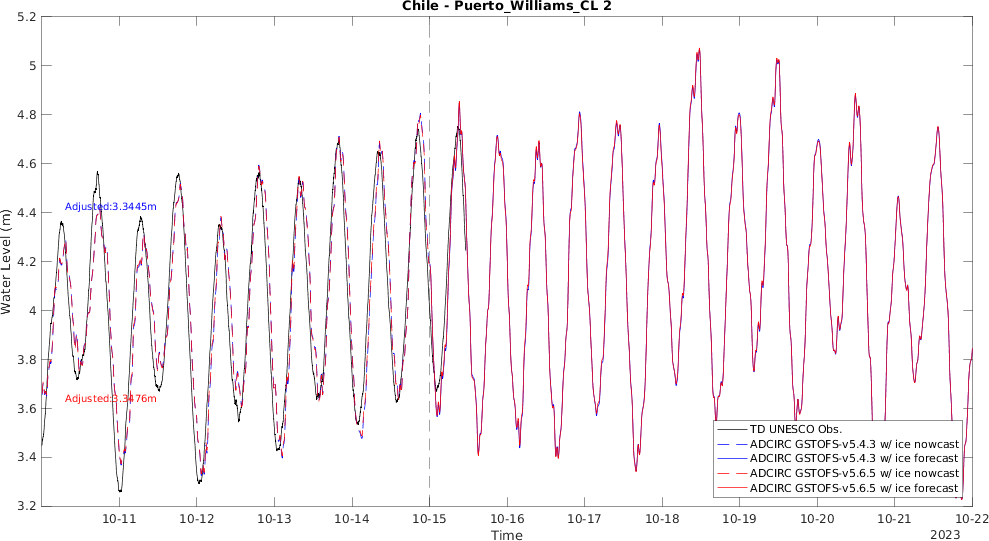 Chile - Puerto_Williams_CL 2
5.2
5
4.8
4.6
4.4
4.2
4
3.8
3.6
3.4
3.2
Water Level (m)
Adjusted:3.3445m
Adjusted:3.3476m
TD UNESCO Obs.
ADCIRC GSTOFS-v5.4.3 w/ ice nowcast
ADCIRC GSTOFS-v5.4.3 w/ ice forecast
ADCIRC GSTOFS-v5.6.5 w/ ice nowcast
ADCIRC GSTOFS-v5.6.5 w/ ice forecast
10-11 10-12 10-13 10-14 10-15 10-16 10-17 10-18 10-19 10-20 10-21 10-22
Time
2023